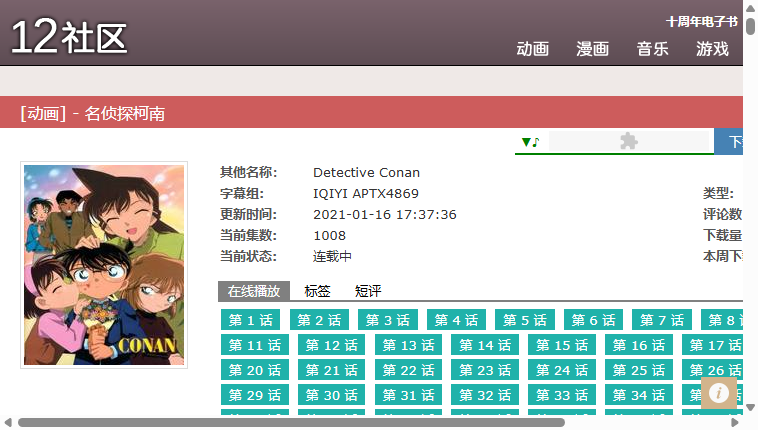 12社区
十周年电子书
动画 漫画 音乐 游戏
[动画] - 名侦探柯南
▼♪
其他名称: Detective Conan
字幕组: IQIYI APTX4869 类型:
更新时间: 2021-01-16 17:37:36 评论数
当前集数: 1008 下载量
当前状态: 连载中 本周下
在线播放 标签 短评
第 1 话 第 2 话 第 3 话 第 4 话 第 5 话 第 6 话 第 7 话 第 8
第 11 话 第 12 话 第 13 话 第 14 话 第 15 话 第 16 话 第 17
第 20 话 第 21 话 第 22 话 第 23 话 第 24 话 第 25 话 第 26 话
第 29 话 第 30 话 第 31 话 第 32 话 第 33 话 第 34 话
CONAN